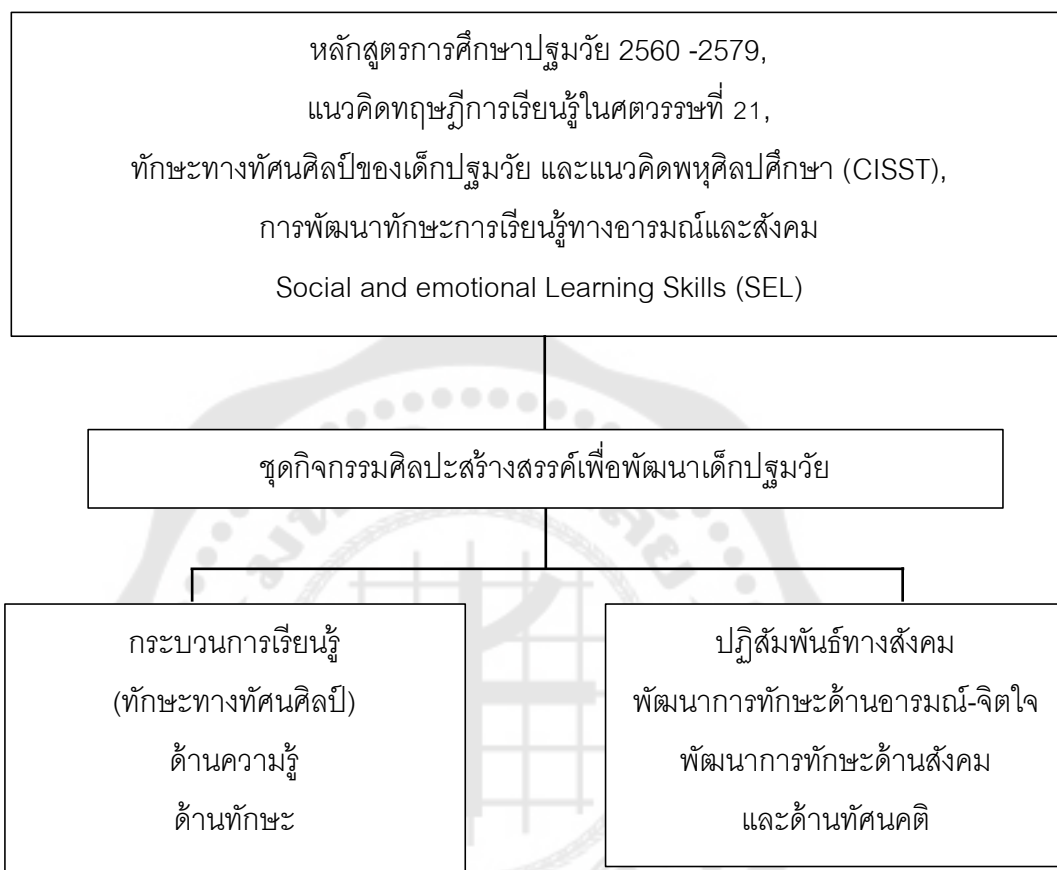 หลักสูตรการศึกษาปฐมวัย 2560 -2579,
แนวคิดทฤษฎีการเรียนรู้ในศตวรรษที่ 21,
ทักษะทางทัศนศิลป์ของเด็กปฐมวัย และแนวคิดพหุศิลปศึกษา (CISST),
การพัฒนาทักษะการเรียนรู้ทางอารมณ์และสังคม
Social and emotional Learning Skills (SEL)
ชุดกิจกรรมศิลปะสร้างสรรค์เพื่อพัฒนาเด็กปฐมวัย
กระบวนการเรียนรู้
(ทักษะทางทัศนศิลป์)
ด้านความรู้
ด้านทักษะ
ปฏิสัมพันธ์ทางสังคม
พัฒนาการทักษะด้านอารมณ์-จิตใจ
พัฒนาการทักษะด้านสังคม
และด้านทัศนคติ